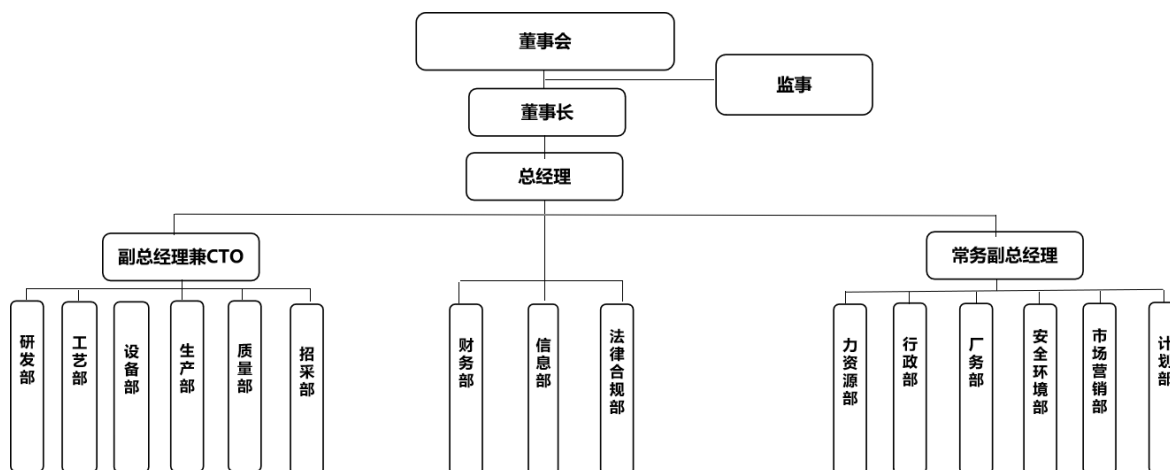 董事会
监事
董事长
总经理
副总经理兼CTO
常务副总经理
研发部
工艺部
设备部
生产部
质量部
招采部
财务部
信息部
法律合规部
力资源部
行政部
厂务部
安全环境部
市场营销部
计划部